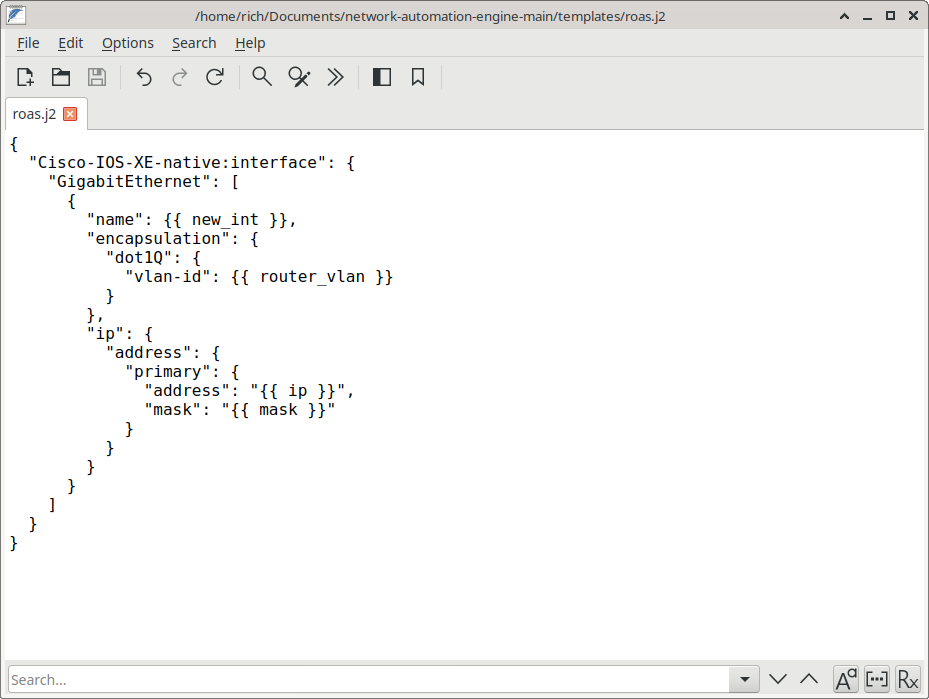 /home/rich/Documents/network-automation-engine-main/templates/roas.j2
File Edit Options Search Help
roas.j2
{
  "Cisco-IOS-XE-native:interface": {
    "GigabitEthernet": [
      {
        "name": {{ new_int }},
        "encapsulation": {
          "dot1Q": {
            "vlan-id": {{ router_vlan }}
          }
        },
        "ip": {
          "address": {
            "primary": {
              "address": "{{ ip }}",
              "mask": "{{ mask }}"
            }
          }
        }
      }
    ]
  }
}
Search...